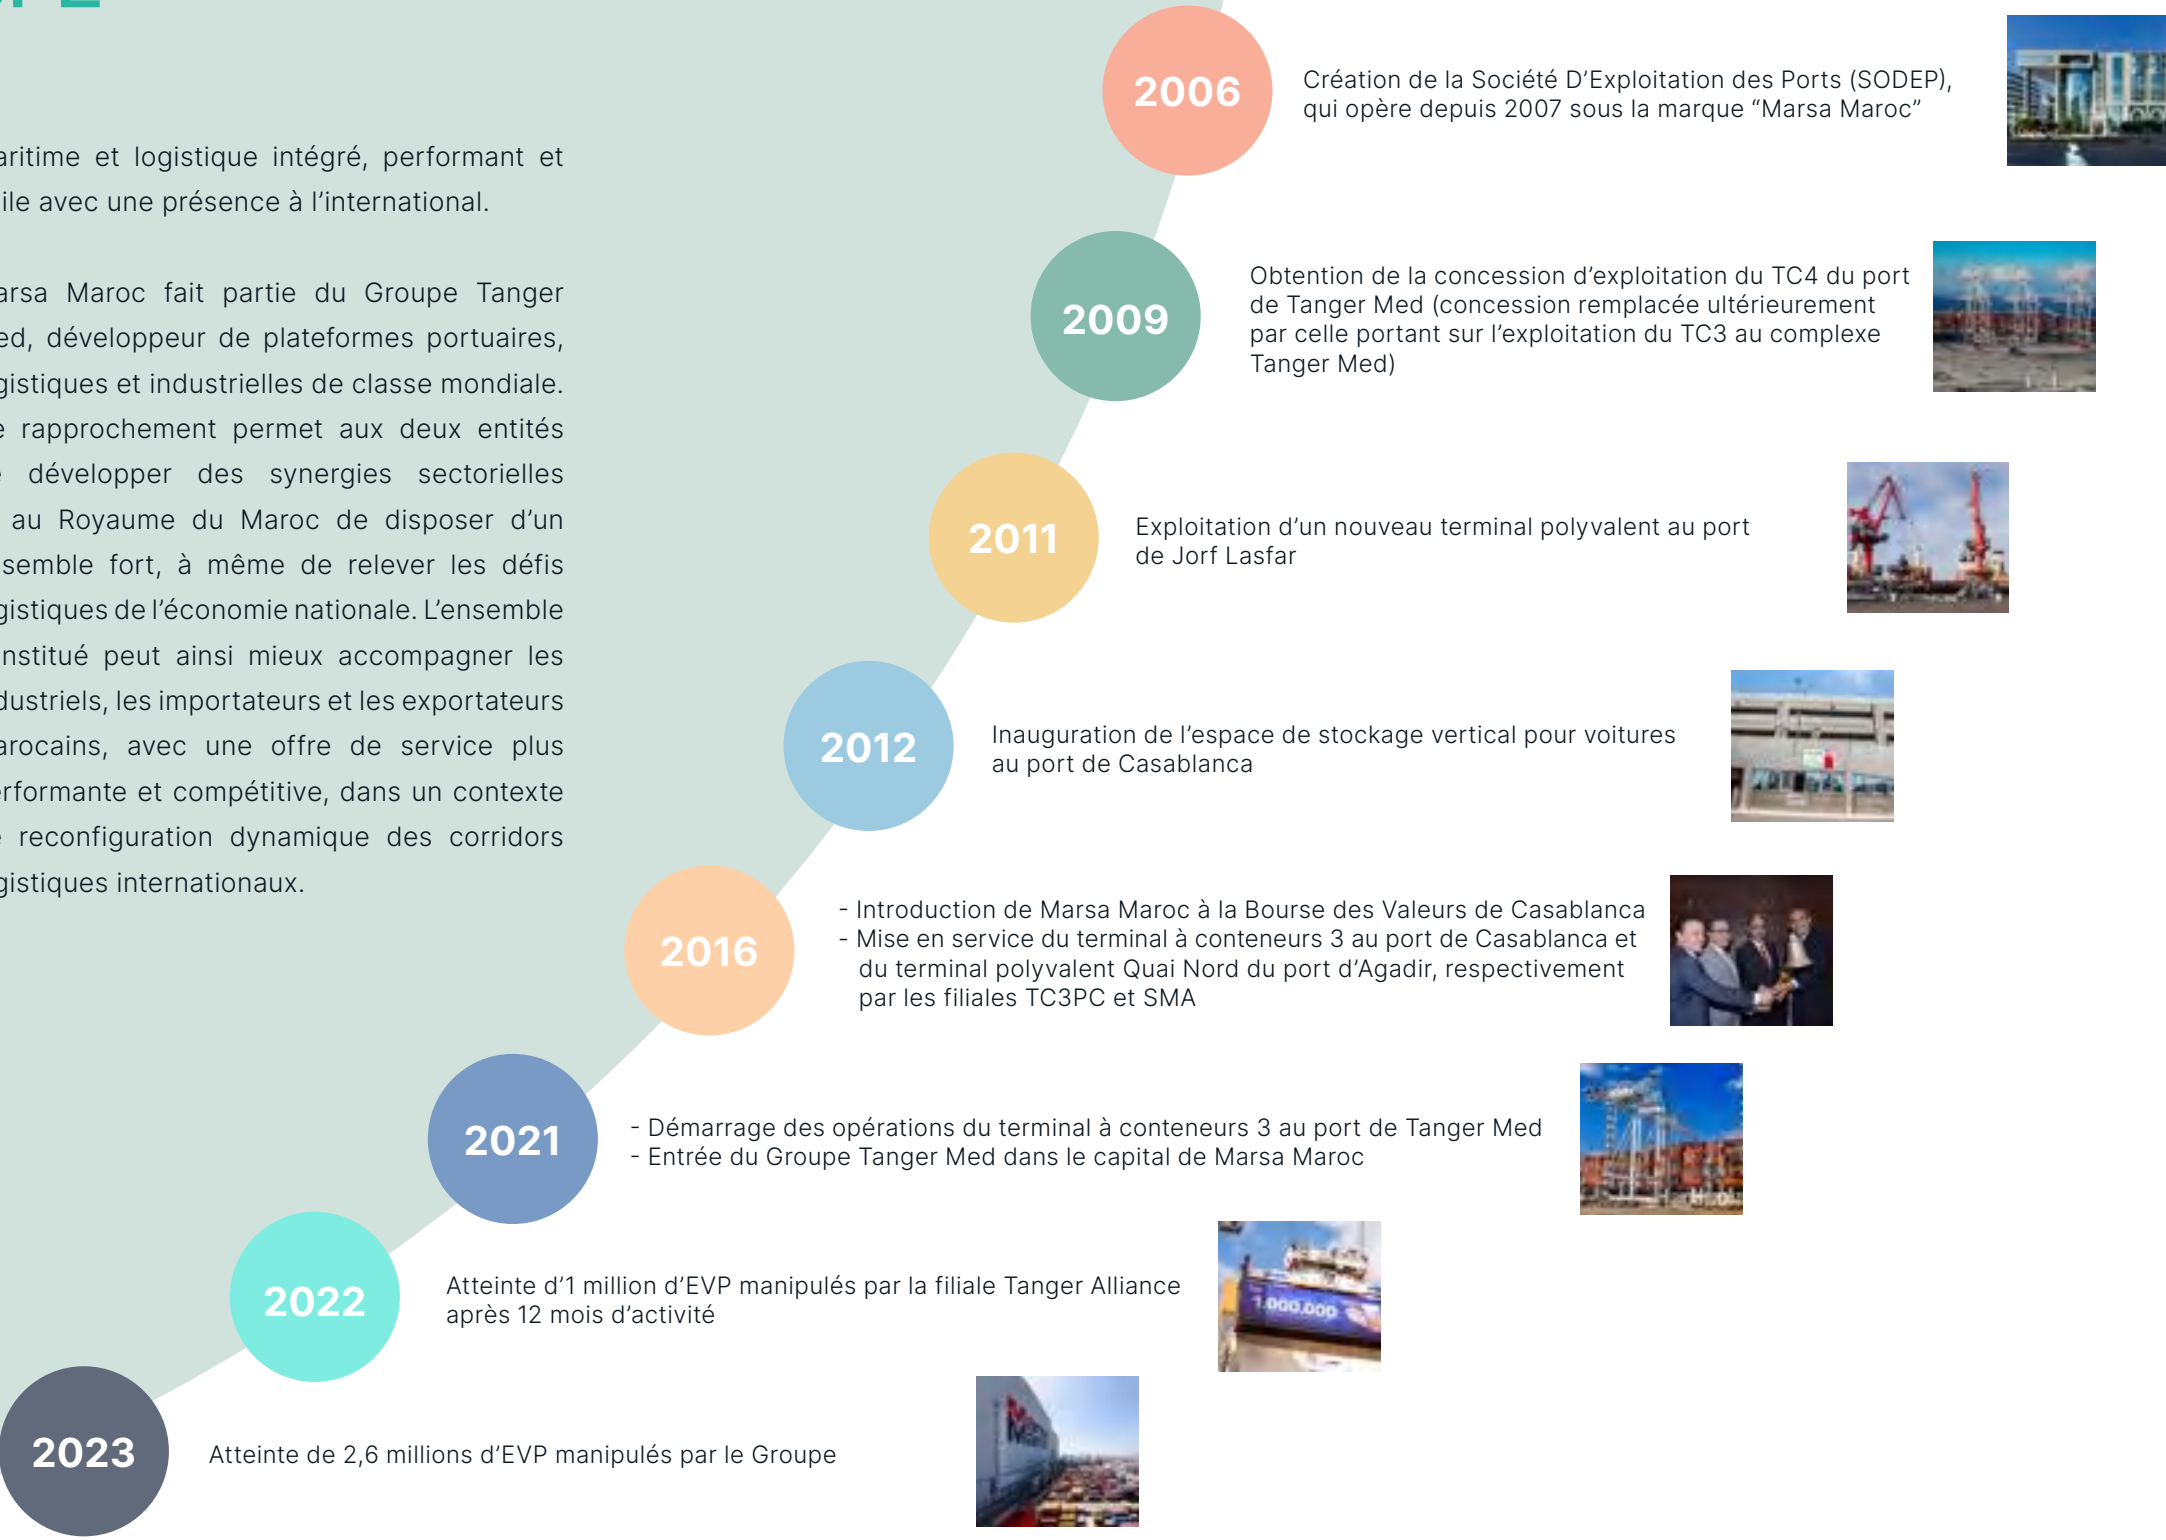 maritime et logistique intégré, performant et
avec une présence à l’international.
Marsa Maroc fait partie du Groupe Tanger
Med, développeur de plateformes portuaires,
logistiques et industrielles de classe mondiale.
rapprochement permet aux deux entités
développer des synergies sectorielles
au Royaume du Maroc de disposer d’un
ensemble fort, à même de relever les défis
logistiques de l’économie nationale. L’ensemble
constitué peut ainsi mieux accompagner les
industriels, les importateurs et les exportateurs
marocains, avec une offre de service plus
performante et compétitive, dans un contexte
reconfiguration dynamique des corridors
logistiques internationaux.
2006
Création de la Société D’Exploitation des Ports (SODEP),
qui opère depuis 2007 sous la marque “Marsa Maroc”
2009
Obtention de la concession d’exploitation du TC4 du port
de Tanger Med (concession remplacée ultérieurement
par celle portant sur l’exploitation du TC3 au complexe
Tanger Med)
2011
Exploitation d’un nouveau terminal polyvalent au port
de Jorf Lasfar
2012
Inauguration de l’espace de stockage vertical pour voitures
au port de Casablanca
2016
- Introduction de Marsa Maroc à la Bourse des Valeurs de Casablanca
- Mise en service du terminal à conteneurs 3 au port de Casablanca et
du terminal polyvalent Quai Nord du port d’Agadir, respectivement
par les filiales TC3PC et SMA
2021
- Démarrage des opérations du terminal à conteneurs 3 au port de Tanger Med
- Entrée du Groupe Tanger Med dans le capital de Marsa Maroc
2022
Atteinte d’1 million d’EVP manipulés par la filiale Tanger Alliance
après 12 mois d’activité
1.000.000
2023
Atteinte de 2,6 millions d’EVP manipulés par le Groupe